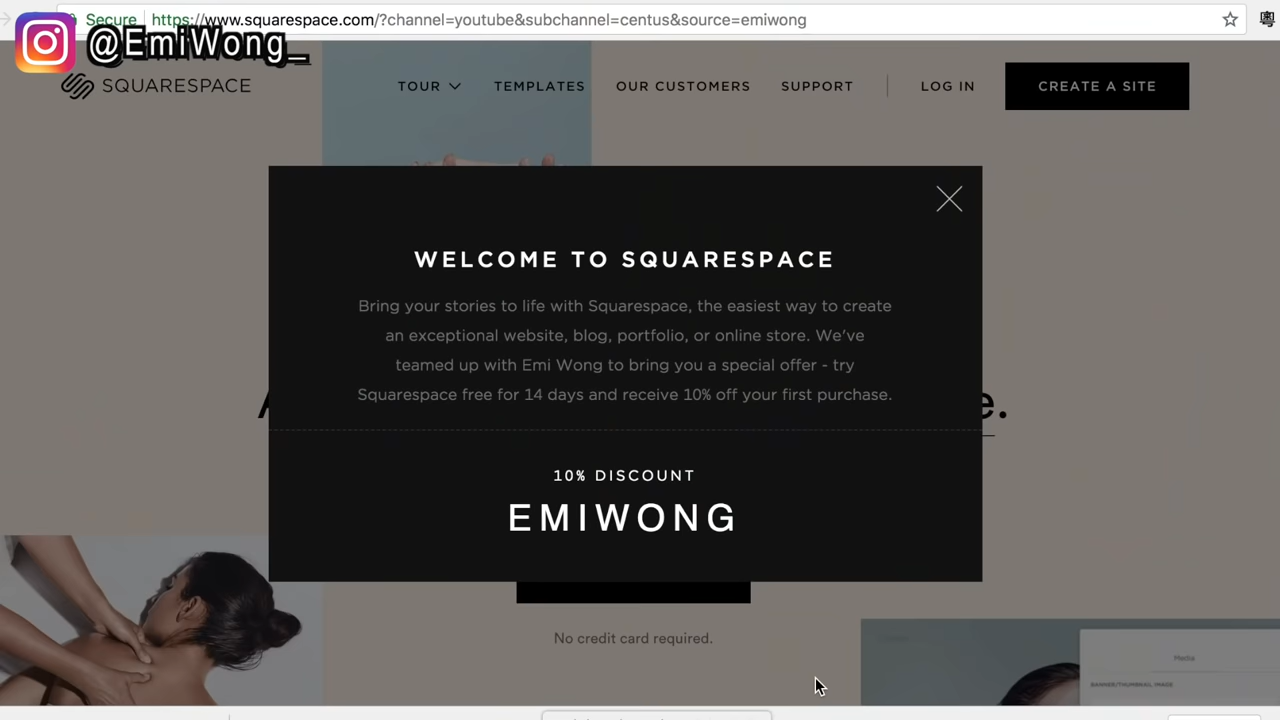 Secure https://www.squarespace.com/?channel=youtube&subchannel=centus&source=emiwong
@EmiWong_
SQUARESPACE TOUR TEMPLATES OUR CUSTOMERS SUPPORT LOG IN CREATE A SITE
WELCOME TO SQUARESPACE
Bring your stories to life with Squarespace, the easiest way to create
an exceptional website, blog, portfolio, or online store. We've
teamed up with Emi Wong to bring you a special offer - try
Squarespace free for 14 days and receive 10% off your first purchase.
e.
10% DISCOUNT
EMIWONG
No credit card required.
Media
BANNER/THUMBNAIL IMAGE